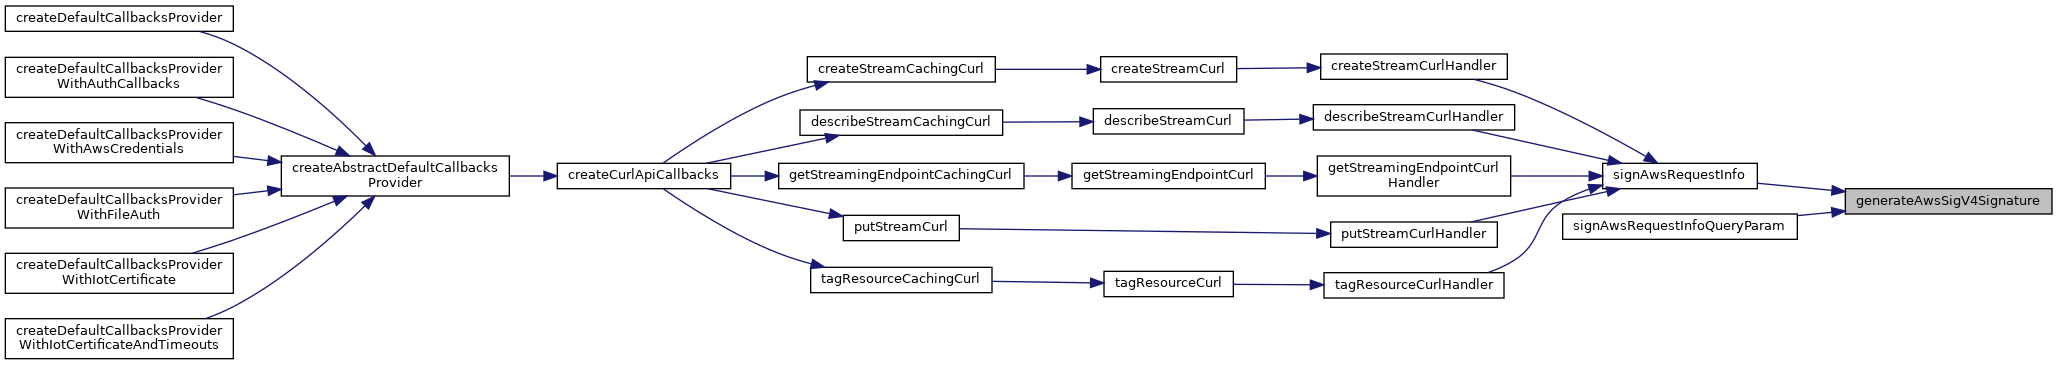 createDefaultCallbacksProvider
createDefaultCallbacksProvider
WithAuthCallbacks
createDefaultCallbacksProvider
WithAwsCredentials
createDefaultCallbacksProvider
WithFileAuth
createDefaultCallbacksProvider
WithIotCertificate
createDefaultCallbacksProvider
WithIotCertificateAndTimeouts
createAbstractDefaultCallbacks
Provider
createCurlApiCallbacks
createStreamCachingCurl
describeStreamCachingCurl
getStreamingEndpointCachingCurl
putStreamCurl
tagResourceCachingCurl
createStreamCurl
describeStreamCurl
getStreamingEndpointCurl
tagResourceCurl
createStreamCurlHandler
describeStreamCurlHandler
getStreamingEndpointCurl
Handler
putStreamCurlHandler
tagResourceCurlHandler
signAwsRequestInfo
signAwsRequestInfoQueryParam
generateAwsSigV4Signature